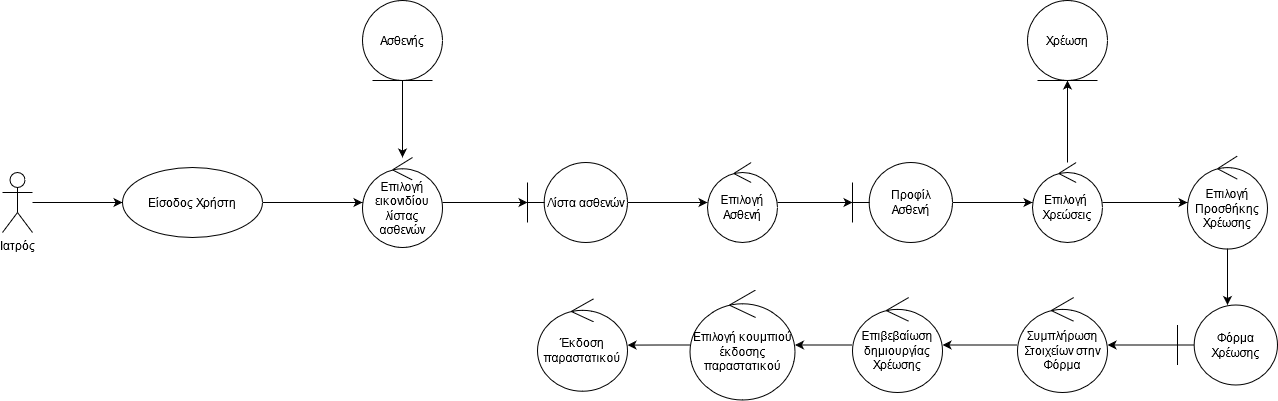 Ασθενής
Χρέωση
Ιατρός
Είσοδος Χρήστη
Επιλογή
εικονιδίου
λίστας
ασθενών
Λίστα ασθενών
Επιλογή
Ασθενή
Προφίλ
Ασθενή
Επιλογή
Χρεώσεις
Επιλογή
Προσθήκης
Χρέωσης
Έκδοση
παραστατικού
Επιλογή κουμπιού
έκδοσης
παραστατικού
Επιβεβαίωση
δημιουργίας
Χρέωσης
Συμπλήρωση
Στοιχείων στην
Φόρμα
Φόρμα
Χρέωσης